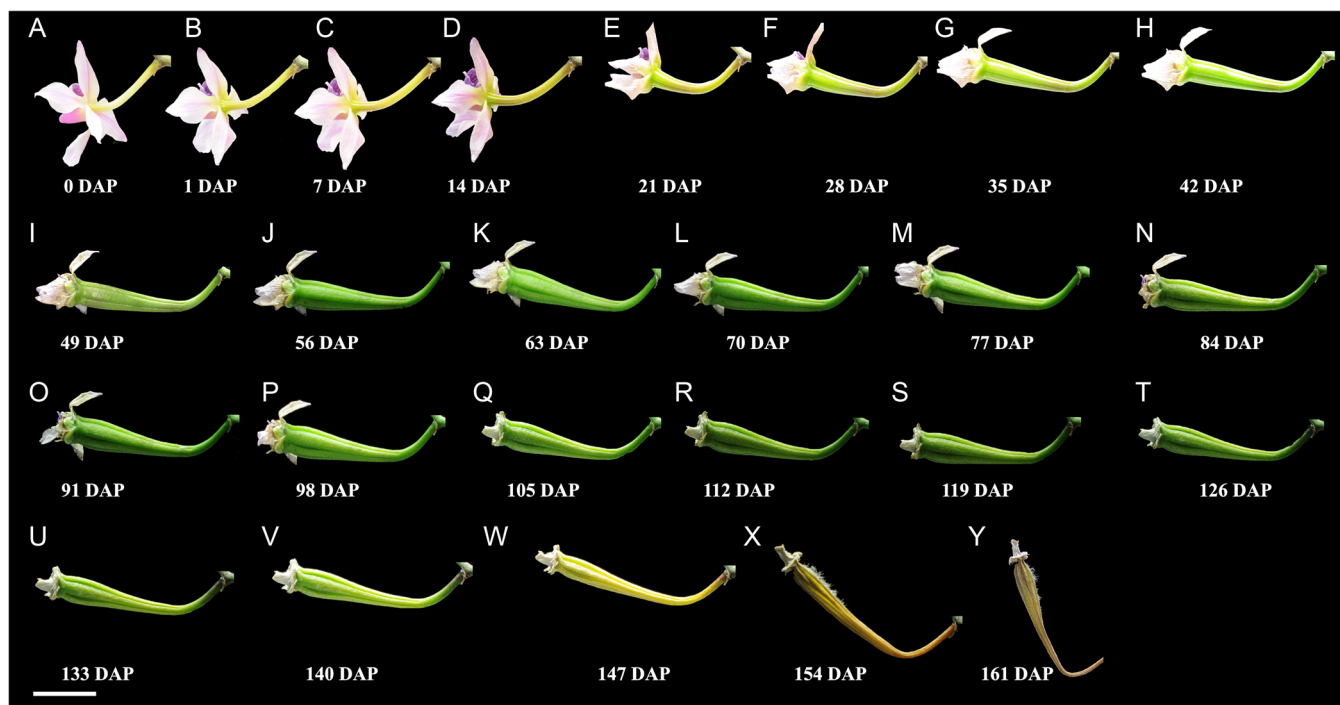 A B C D E F G H
0 DAP 1 DAP 7 DAP 14 DAP 21 DAP 28 DAP 35 DAP 42 DAP
I J K L M N
49 DAP 56 DAP 63 DAP 70 DAP 77 DAP 84 DAP
O P Q R S T
91 DAP 98 DAP 105 DAP 112 DAP 119 DAP 126 DAP
U V W X Y
133 DAP 140 DAP 147 DAP 154 DAP 161 DAP